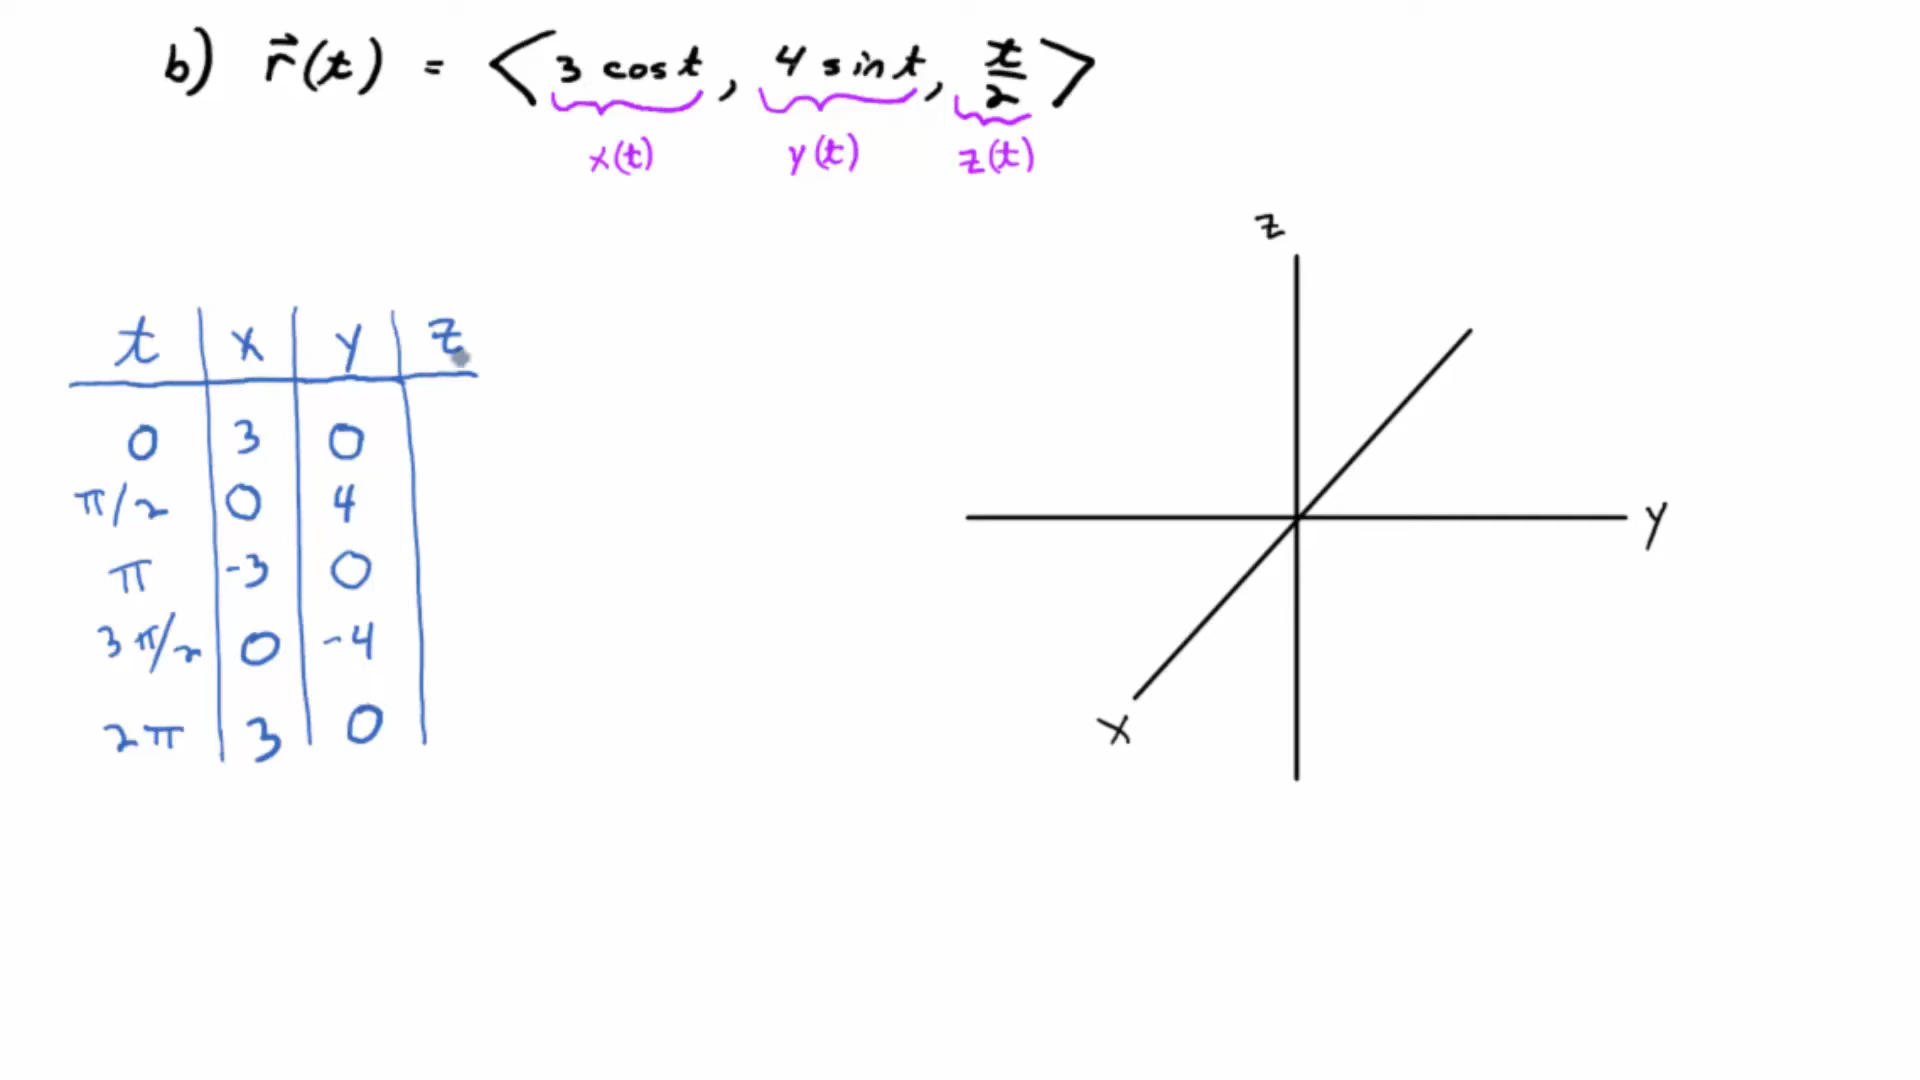 b) r⃗(t) = <3 cos t, 4 sin t, t/2>
x(t) y(t) z(t)
z
t x y z
0 3 0
π/2 0 4
y
π -3 0
3π/2 0 -4
2π 3 0
x